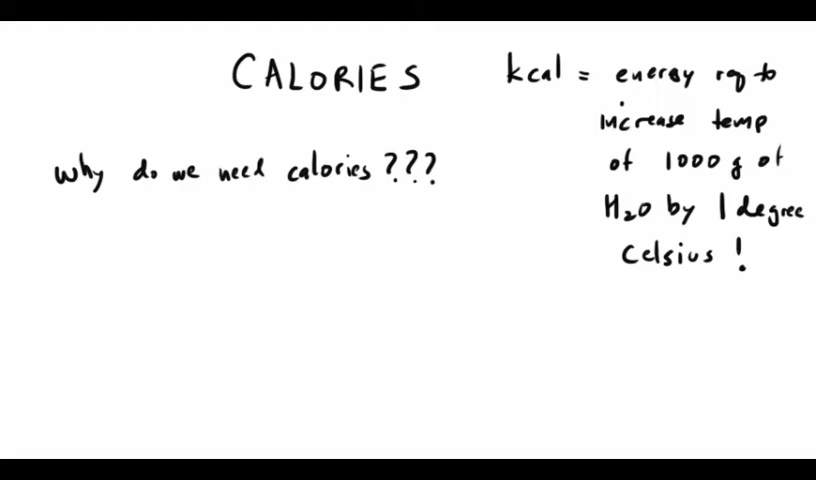 CALORIES
why do we need calories???
kcal = energy req to
increase temp
of 1000 g of
H₂O by 1 degree
Celsius!